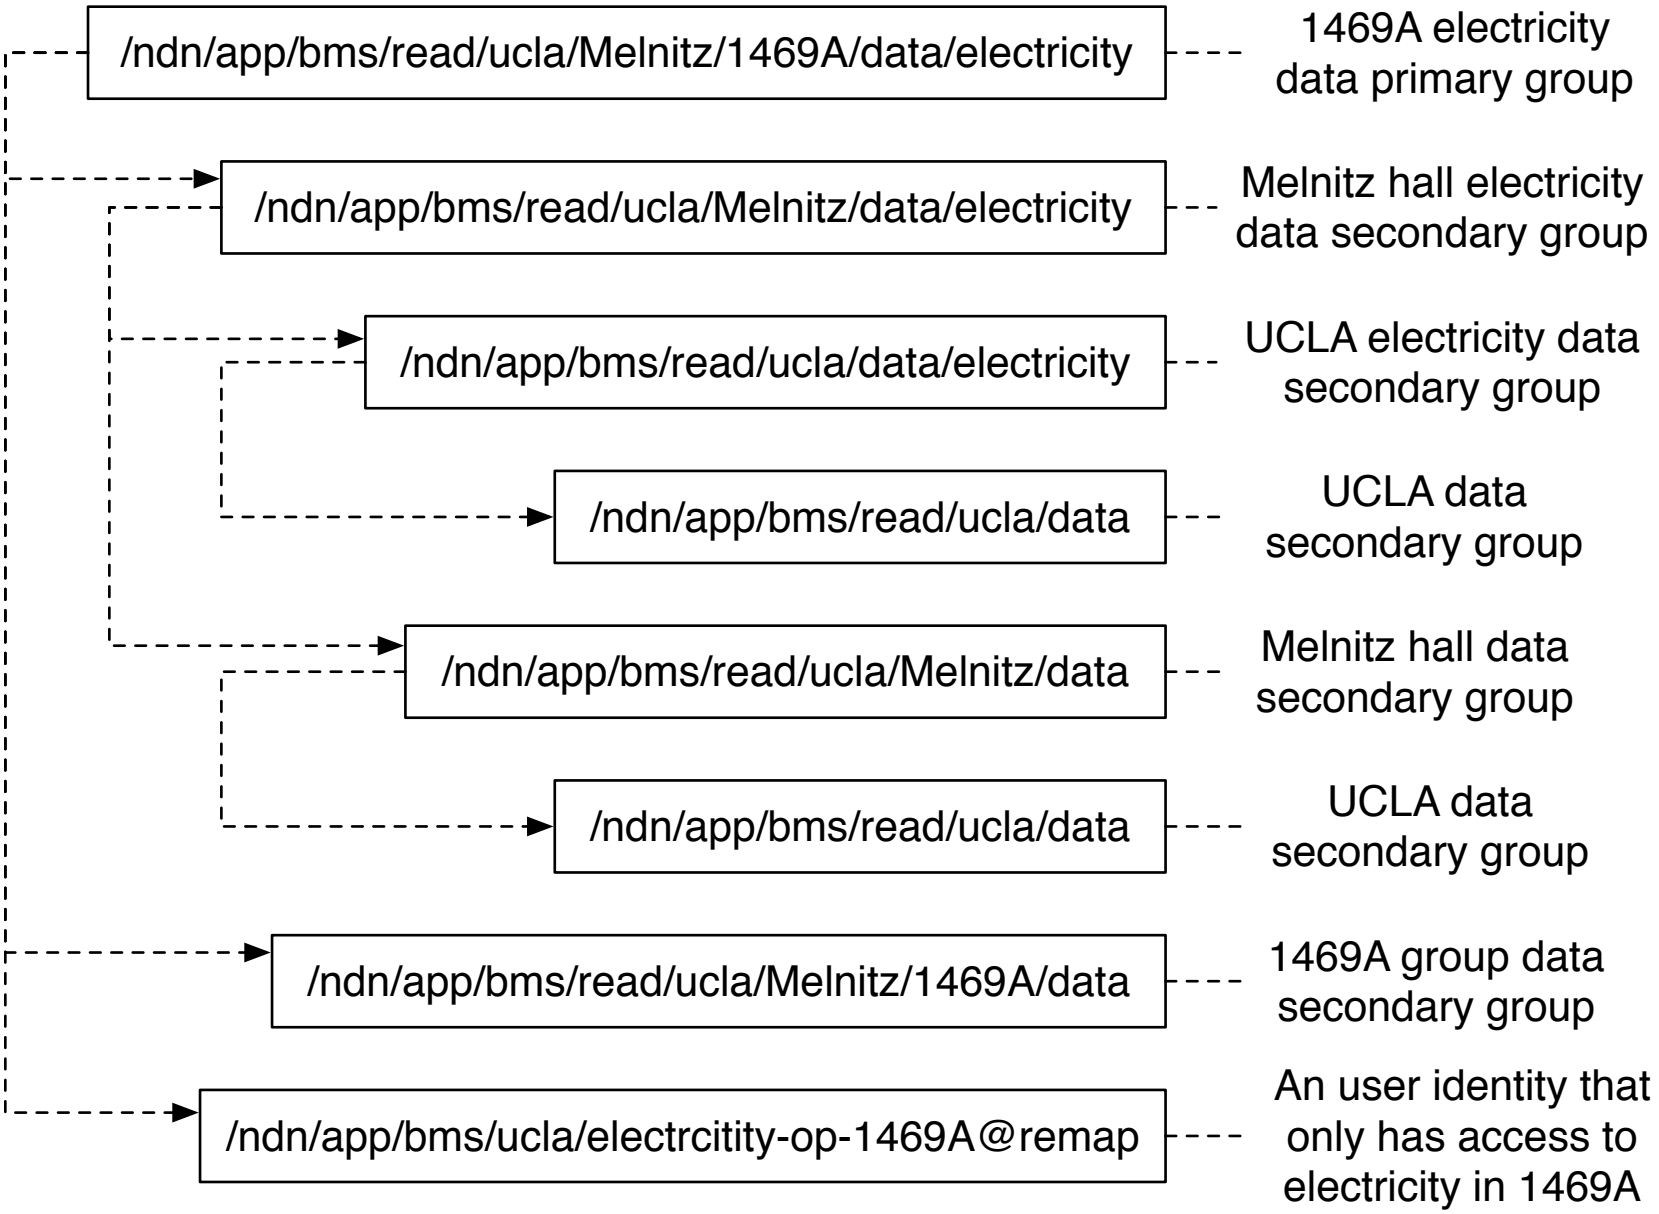 /ndn/app/bms/read/ucla/Melnitz/1469A/data/electricity
1469A electricity
data primary group
/ndn/app/bms/read/ucla/Melnitz/data/electricity
Melnitz hall electricity
data secondary group
/ndn/app/bms/read/ucla/data/electricity
UCLA electricity data
secondary group
/ndn/app/bms/read/ucla/data
UCLA data
secondary group
/ndn/app/bms/read/ucla/Melnitz/data
Melnitz hall data
secondary group
/ndn/app/bms/read/ucla/data
UCLA data
secondary group
/ndn/app/bms/read/ucla/Melnitz/1469A/data
1469A group data
secondary group
/ndn/app/bms/ucla/electrcitity-op-1469A@remap
An user identity that
only has access to
electricity in 1469A